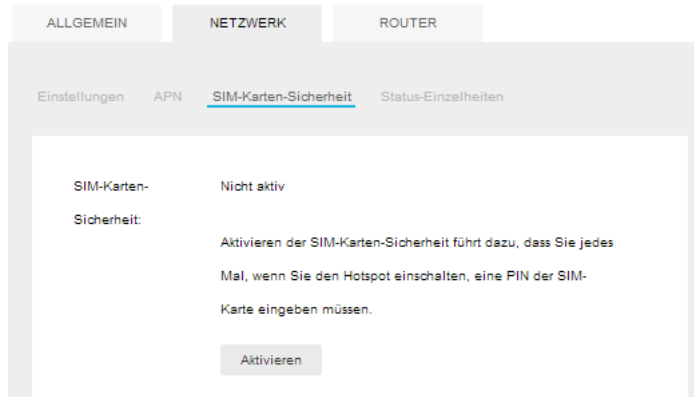 ALLGEMEIN NETZWERK ROUTER
Einstellungen APN SIM-Karten-Sicherheit Status-Einzelheiten
SIM-Karten- Nicht aktiv
Sicherheit:
Aktivieren der SIM-Karten-Sicherheit führt dazu, dass Sie jedes
Mal, wenn Sie den Hotspot einschalten, eine PIN der SIM-
Karte eingeben müssen.
Aktivieren